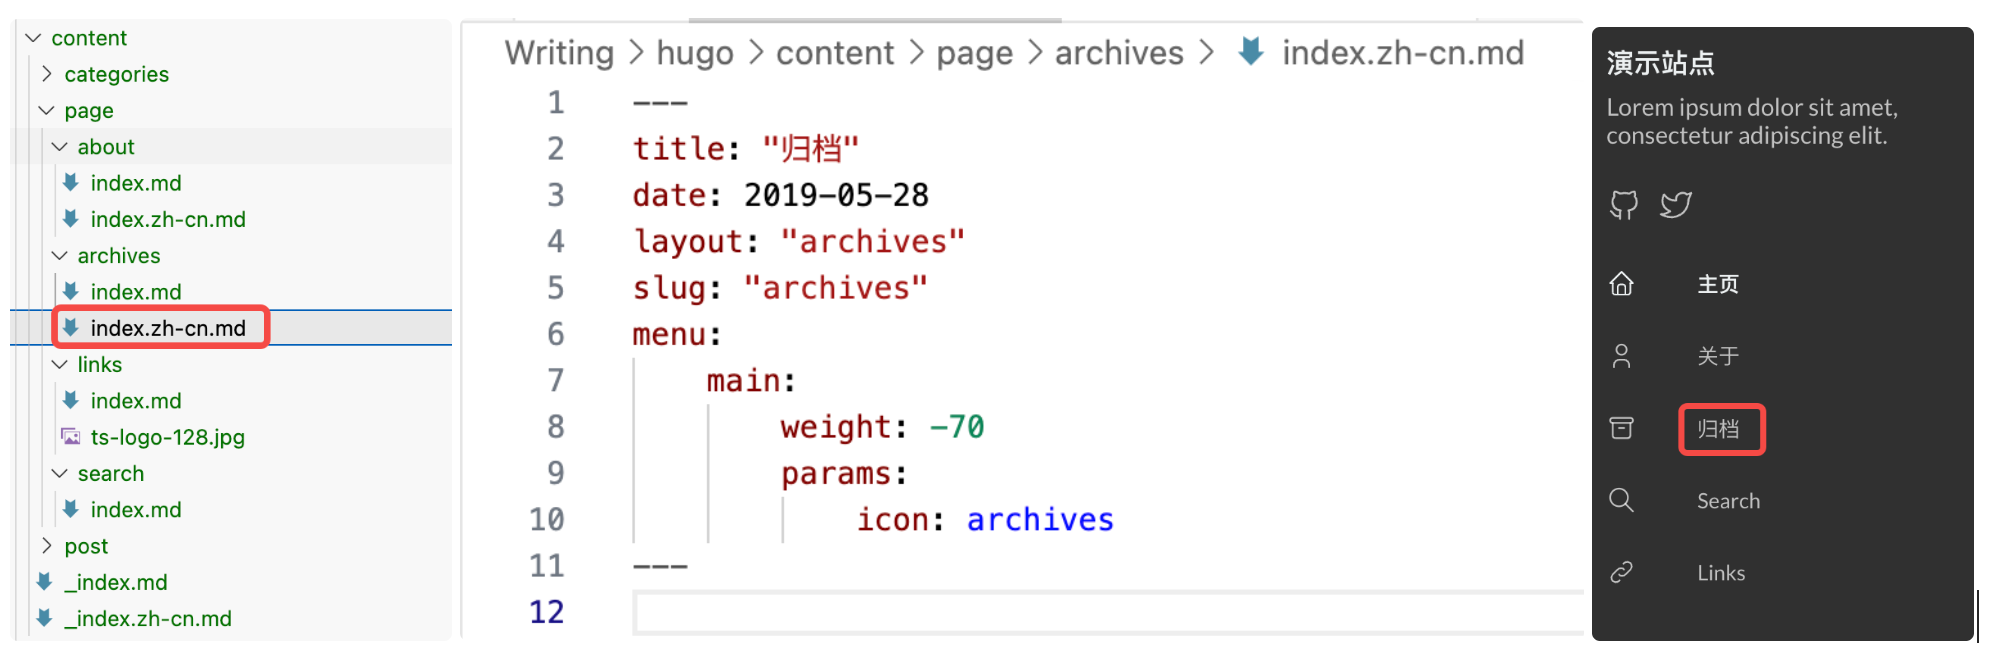 content
categories
page
about
index.md
index.zh-cn.md
archives
index.md
index.zh-cn.md
links
index.md
ts-logo-128.jpg
search
index.md
post
_index.md
_index.zh-cn.md
Writing > hugo > content > page > archives > index.zh-cn.md
1 ---
2 title: "归档"
3 date: 2019-05-28
4 layout: "archives"
5 slug: "archives"
6 menu:
7 main:
8 weight: -70
9 params:
10 icon: archives
11 ---
12
演示站点
Lorem ipsum dolor sit amet,
consectetur adipiscing elit.
主页
关于
归档
Search
Links